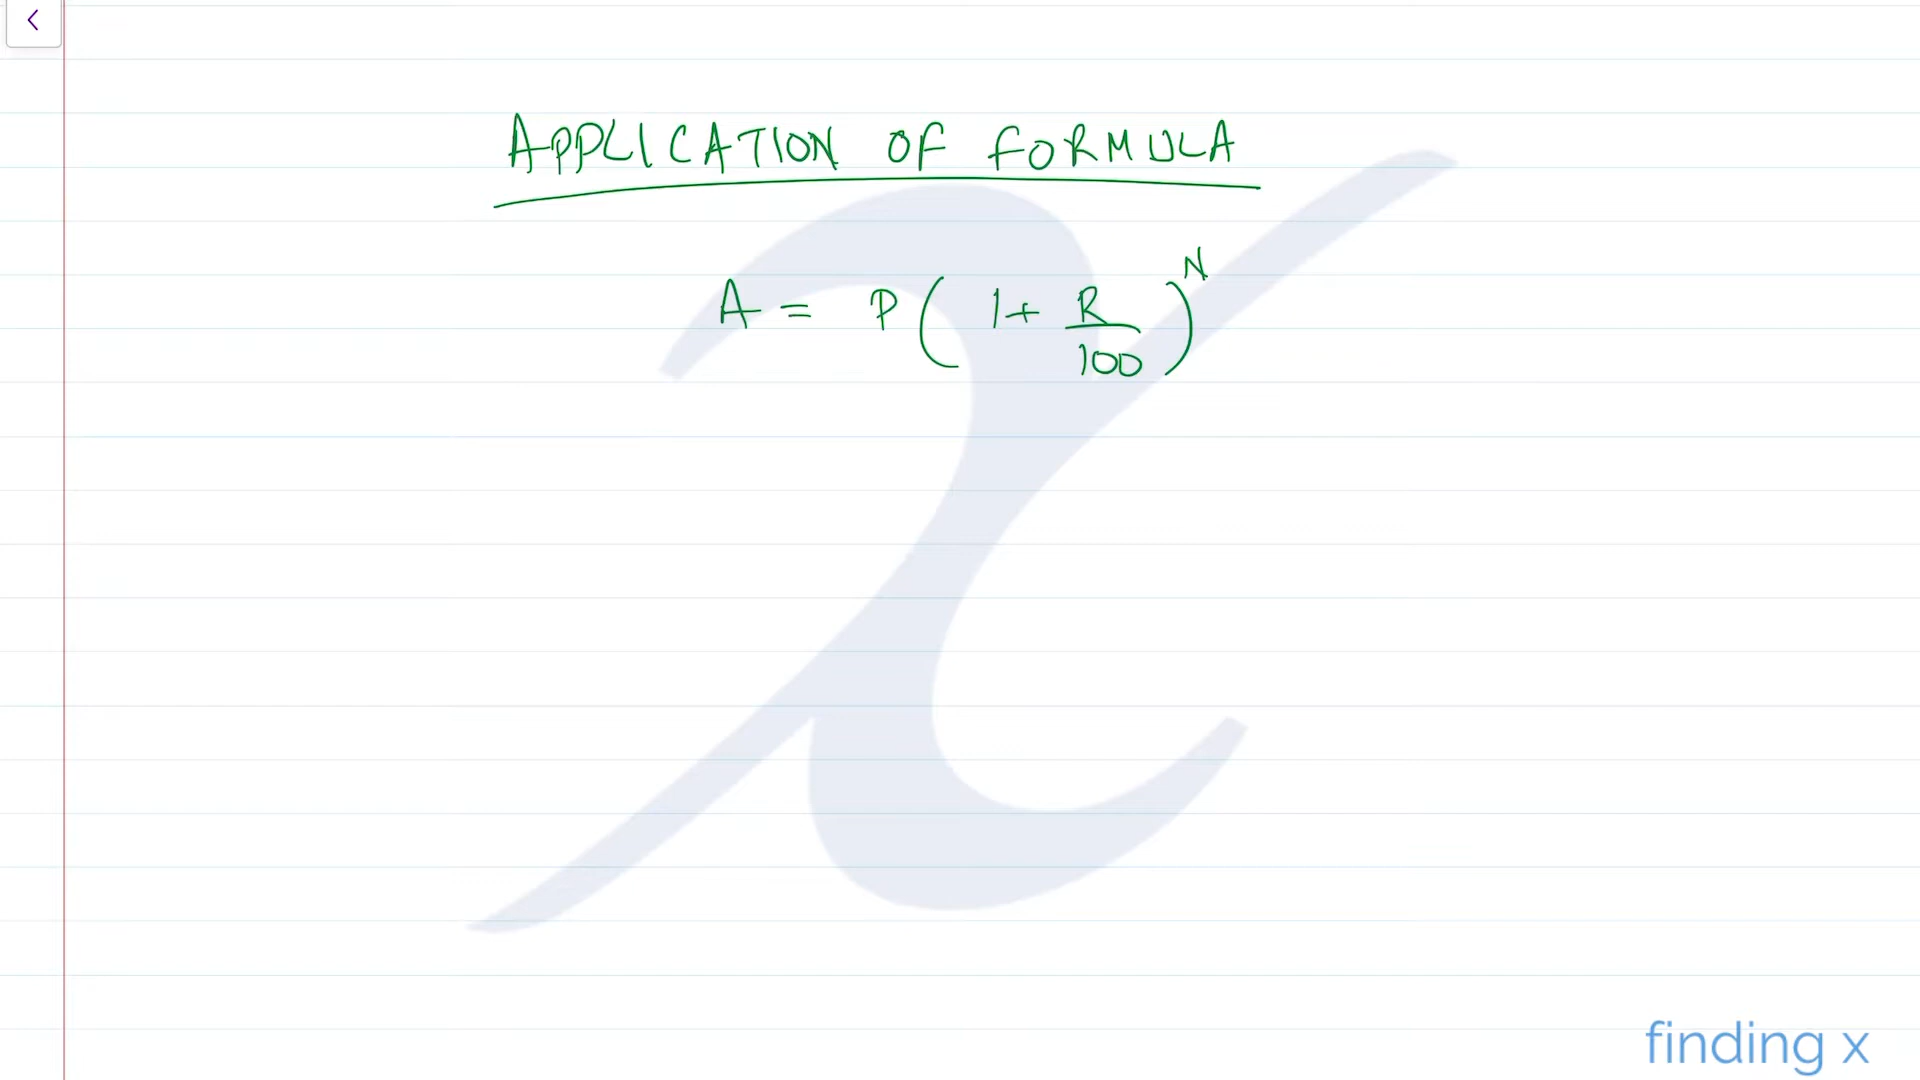 APPLICATION OF FORMULA
A = P ( 1 + R/100 )^N
finding x